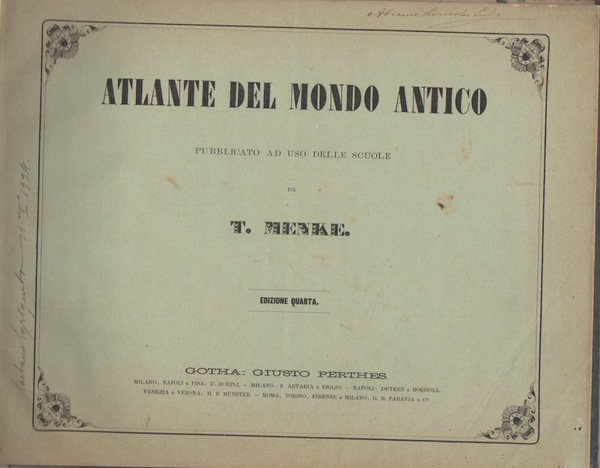 ATLANTE DEL MONDO ANTICO
PUBBLICATO AD USO DELLE SCUOLE
DA
T. MENKE.
EDIZIONE QUARTA.
GOTHA: GIUSTO PERTHES.
MILANO, NAPOLI & PISA: U. HOEPLI. — MILANO: F. ARTARIA & FIGLIO. — NAPOLI: DETKEN & ROCHOLL.
VENEZIA & VERONA: H. F. MÜNSTER. — ROMA, TORINO, FIRENZE & MILANO: G. B. PARAVIA & Cº.